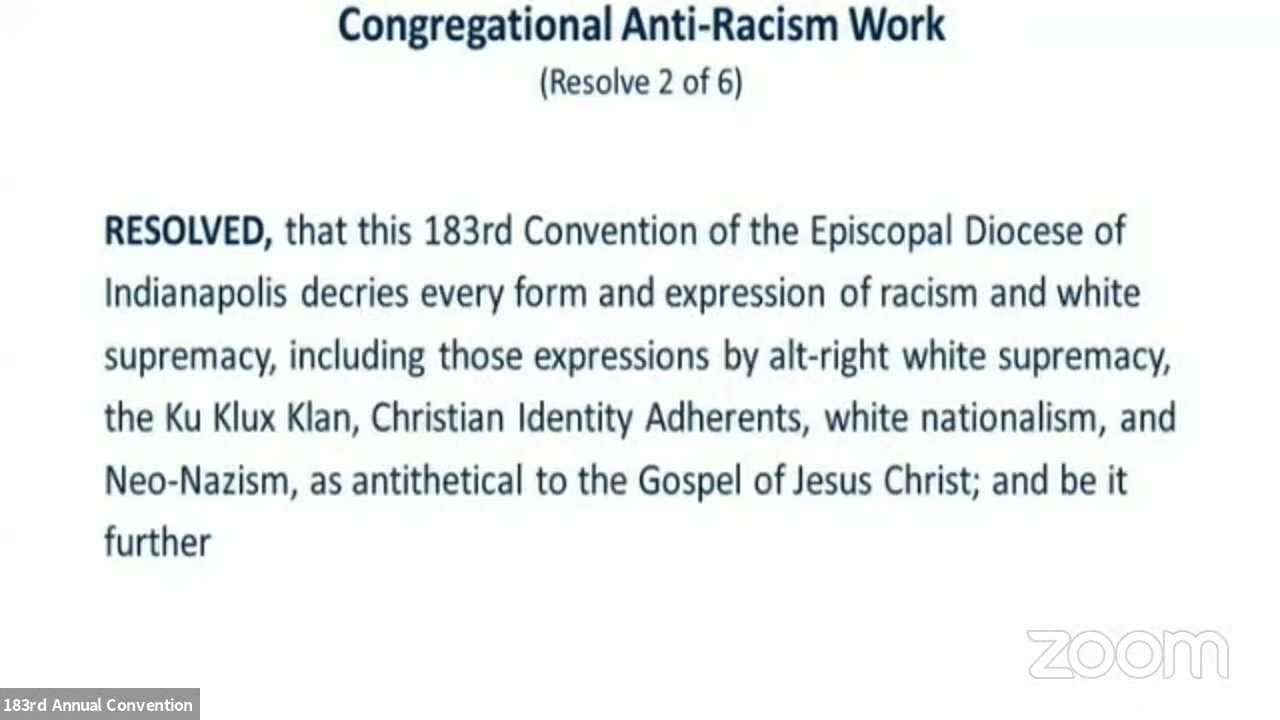 Congregational Anti-Racism Work
(Resolve 2 of 6)
RESOLVED, that this 183rd Convention of the Episcopal Diocese of
Indianapolis decries every form and expression of racism and white
supremacy, including those expressions by alt-right white supremacy,
the Ku Klux Klan, Christian Identity Adherents, white nationalism, and
Neo-Nazism, as antithetical to the Gospel of Jesus Christ; and be it
further
zoom
183rd Annual Convention